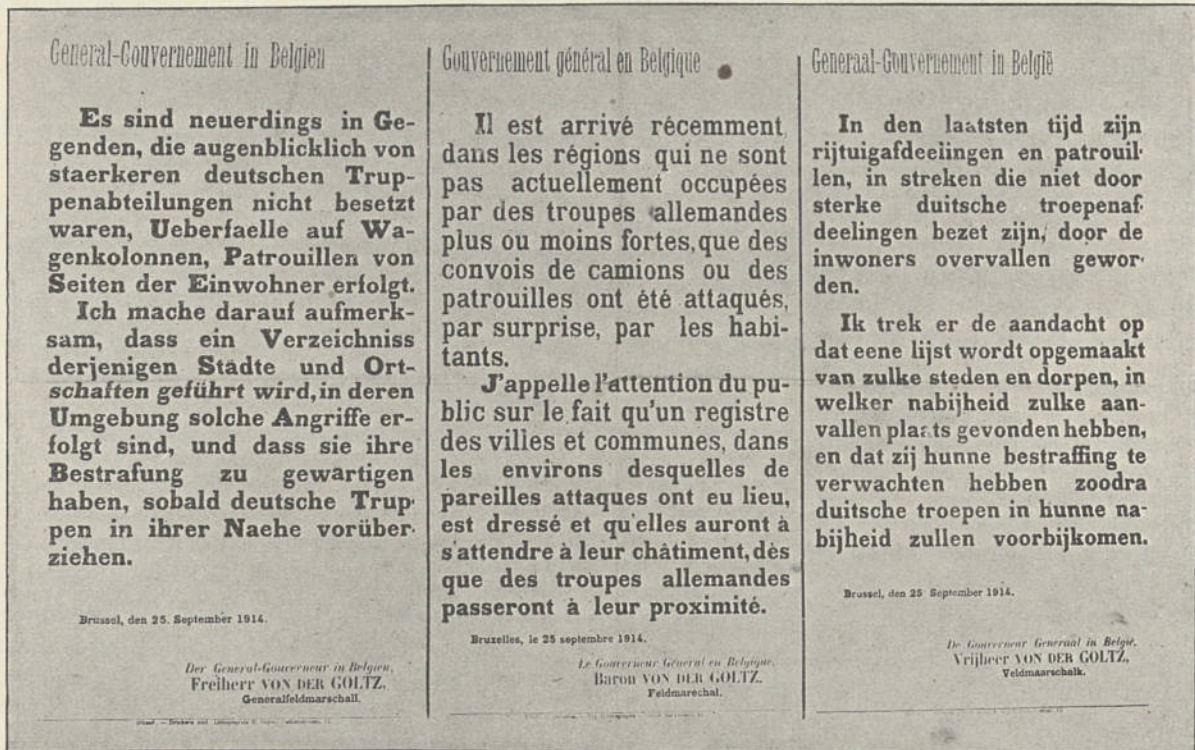 General-Gouvernement in Belgien
Es sind neuerdings in Ge-
genden, die augenblicklich von
staerkeren deutschen Trup-
penabteilungen nicht besetzt
waren, Ueberfaelle auf Wa-
genkolonnen, Patrouillen von
Seiten der Einwohner erfolgt.
Ich mache darauf aufmerk-
sam, dass ein Verzeichniss
derjenigen Städte und Ort-
schaften geführt wird, in deren
Umgebung solche Angriffe er-
folgt sind, und dass sie ihre
Bestrafung zu gewärtigen
haben, sobald deutsche Trup-
pen in ihrer Naehe vorüber-
ziehen.
Brussel, den 25. September 1914.
Der General-Gouverneur in Belgien,
Freiherr VON DER GOLTZ,
Generalfeldmarschall.
Gouvernement général en Belgique
Il est arrivé récemment,
dans les régions qui ne sont
pas actuellement occupées
par des troupes allemandes
plus ou moins fortes, que des
convois de camions ou des
patrouilles ont été attaqués,
par surprise, par les habi-
tants.
J'appelle l'attention du pu-
blic sur le fait qu'un registre
des villes et communes, dans
les environs desquelles de
pareilles attaques ont eu lieu,
est dressé et qu'elles auront à
s'attendre à leur châtiment, dès
que des troupes allemandes
passeront à leur proximité.
Bruxelles, le 25 septembre 1914.
Le Gouverneur Général en Belgique,
Baron VON DER GOLTZ,
Feldmaréchal.
Generaal-Gouvernement in België
In den laatsten tijd zijn
rijtuigafdeelingen en patrouil-
len, in streken die niet door
sterke duitsche troepenaf-
deelingen bezet zijn, door de
inwoners overvallen gewor-
den.
Ik trek er de aandacht op
dat eene lijst wordt opgemaakt
van zulke steden en dorpen, in
welker nabijheid zulke aan-
vallen plaats gevonden hebben,
en dat zij hunne bestraffing te
verwachten hebben zoodra
duitsche troepen in hunne na-
bijheid zullen voorbijkomen.
Brussel, den 25 September 1914.
De Gouverneur Generaal in België,
Vrijheer VON DER GOLTZ,
Veldmaarschalk.